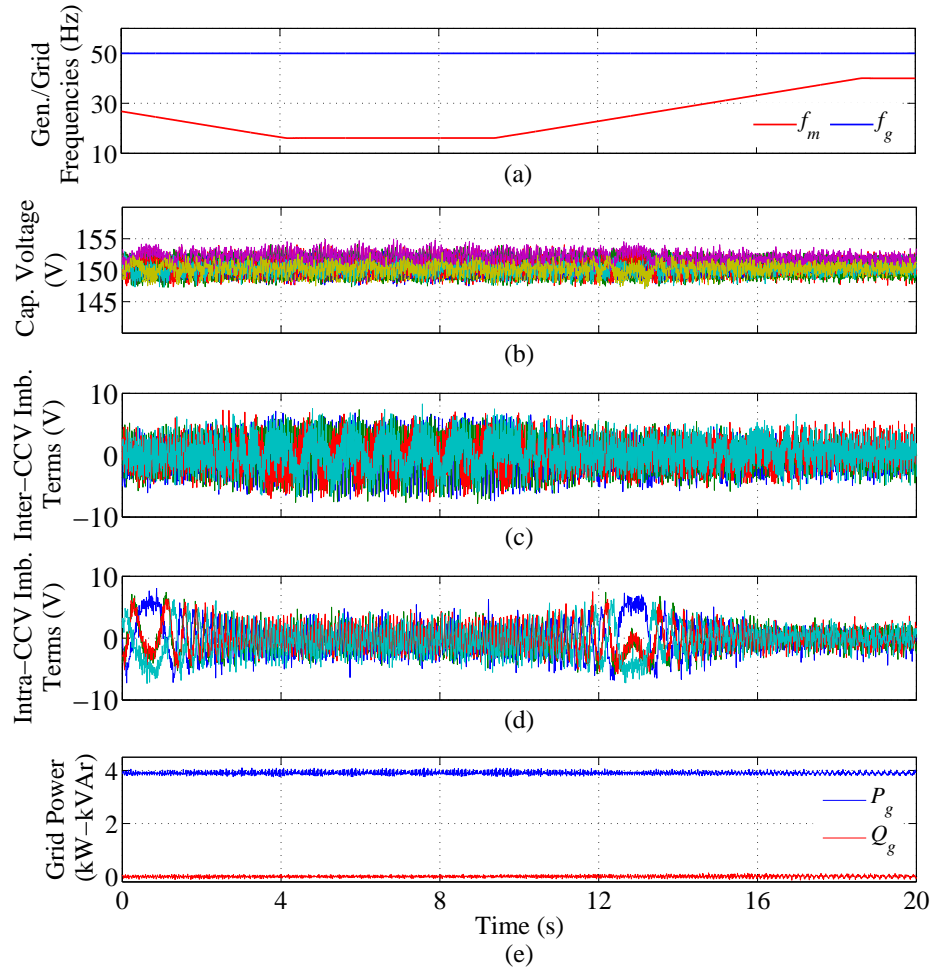 Gen./Grid
Frequencies (Hz)
50
30
10
f_m
f_g
(a)
Cap. Voltage
(V)
155
150
145
(b)
Inter−CCV Imb.
Terms (V)
10
0
−10
(c)
Intra−CCV Imb.
Terms (V)
10
0
−10
(d)
Grid Power
(kW−kVAr)
4
2
0
P_g
Q_g
0 4 8 12 16 20
Time (s)
(e)